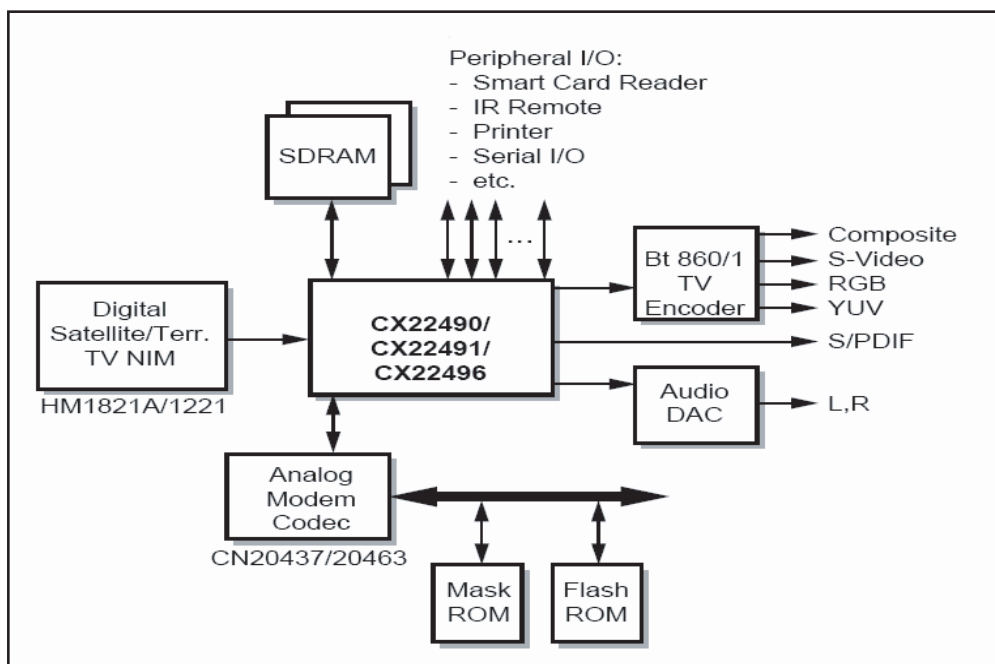 Peripheral I/O:
- Smart Card Reader
- IR Remote
- Printer
- Serial I/O
- etc.
SDRAM
...
Digital
Satellite/Terr.
TV NIM
HM1821A/1221
CX22490/
CX22491/
CX22496
Bt 860/1
TV
Encoder
Composite
S-Video
RGB
YUV
S/PDIF
Audio
DAC
L,R
Analog
Modem
Codec
CN20437/20463
Mask
ROM
Flash
ROM